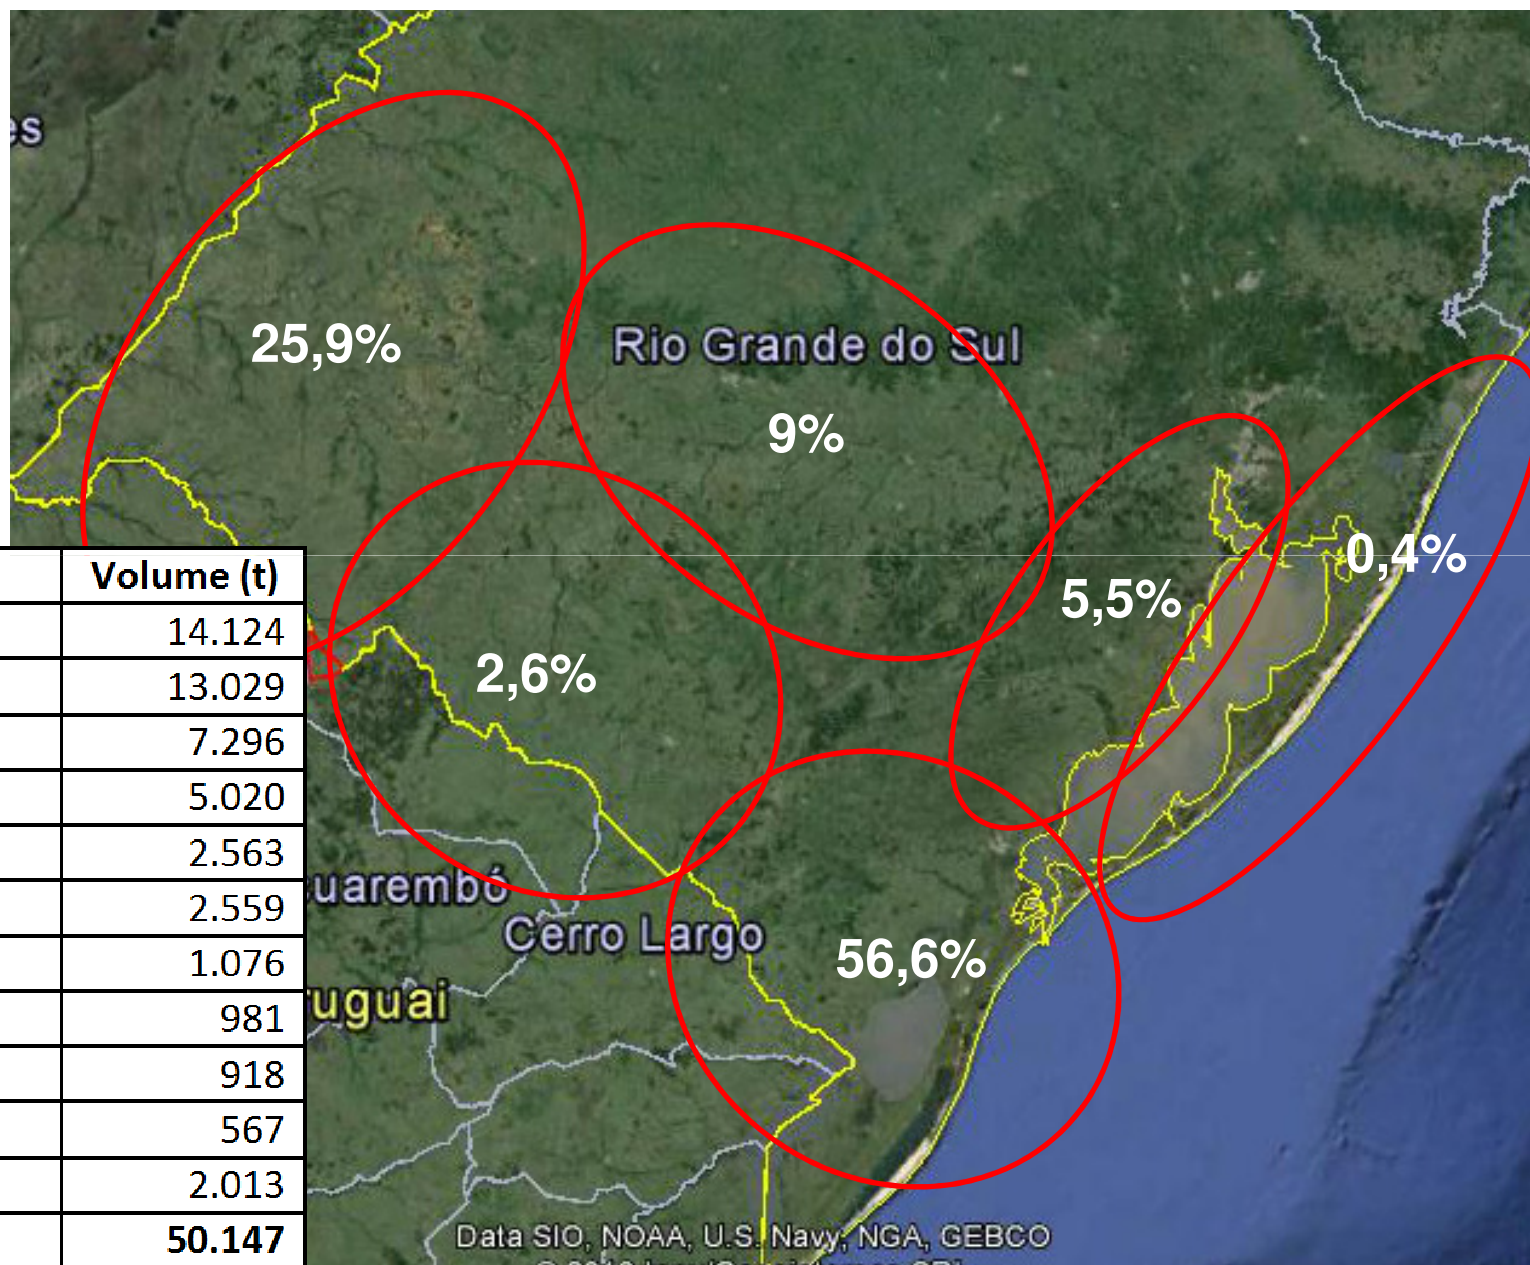 es
25,9%
Rio Grande do Sul
9%
0,4%
5,5%
2,6%
uarembó
Cerro Largo
56,6%
ruguai
Volume (t)
14.124
13.029
7.296
5.020
2.563
2.559
1.076
981
918
567
2.013
50.147
Data SIO, NOAA, U.S. Navy, NGA, GEBCO